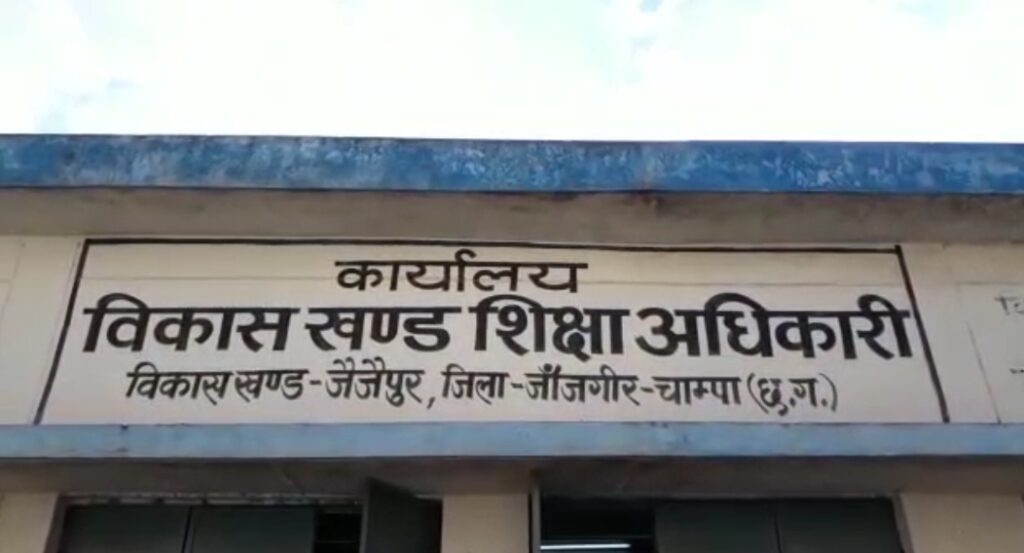 कार्यालय
विकास खण्ड शिक्षा अधिकारी
विकास खण्ड-जैजैपुर, जिला-जाँजगीर-चाम्पा (छ.ग.)